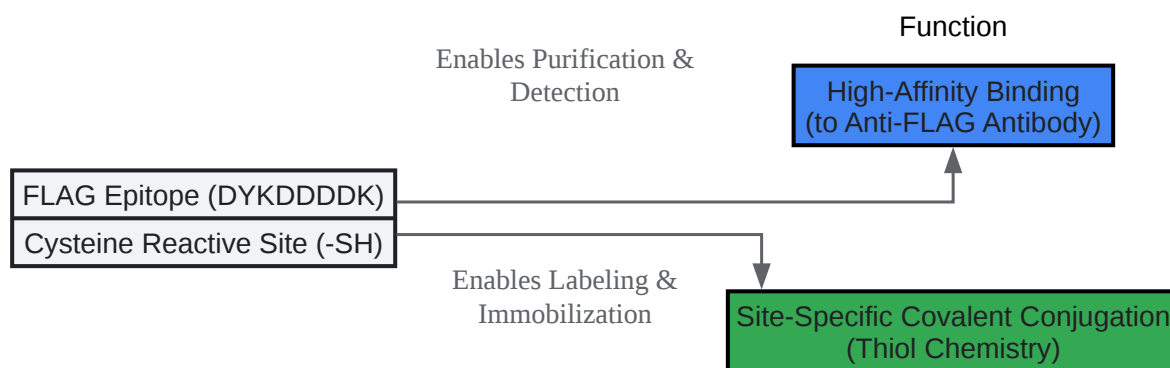 Function
Enables Purification &
Detection
High-Affinity Binding
(to Anti-FLAG Antibody)
FLAG Epitope (DYKDDDDK)
Cysteine Reactive Site (-SH)
Enables Labeling &
Immobilization
Site-Specific Covalent Conjugation
(Thiol Chemistry)